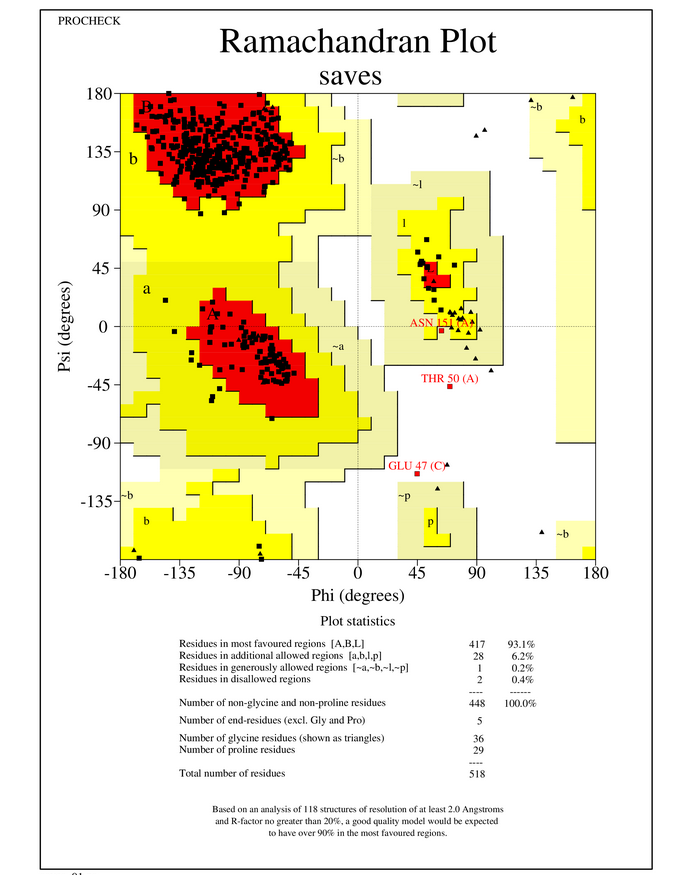 PROCHECK
Ramachandran Plot
saves
B
b
~b
~b
b
~l
l
L
a
A
~a
ASN 151 (A)
THR 50 (A)
GLU 47 (C)
~b
b
~p
p
~b
180
135
90
45
0
-45
-90
-135
Psi (degrees)
-180 -135 -90 -45 0 45 90 135 180
Phi (degrees)
Plot statistics
Residues in most favoured regions [A,B,L] 417 93.1%
Residues in additional allowed regions [a,b,l,p] 28 6.2%
Residues in generously allowed regions [~a,~b,~l,~p] 1 0.2%
Residues in disallowed regions 2 0.4%
---- ------
Number of non-glycine and non-proline residues 448 100.0%
Number of end-residues (excl. Gly and Pro) 5
Number of glycine residues (shown as triangles) 36
Number of proline residues 29
----
Total number of residues 518
Based on an analysis of 118 structures of resolution of at least 2.0 Angstroms
and R-factor no greater than 20%, a good quality model would be expected
to have over 90% in the most favoured regions.